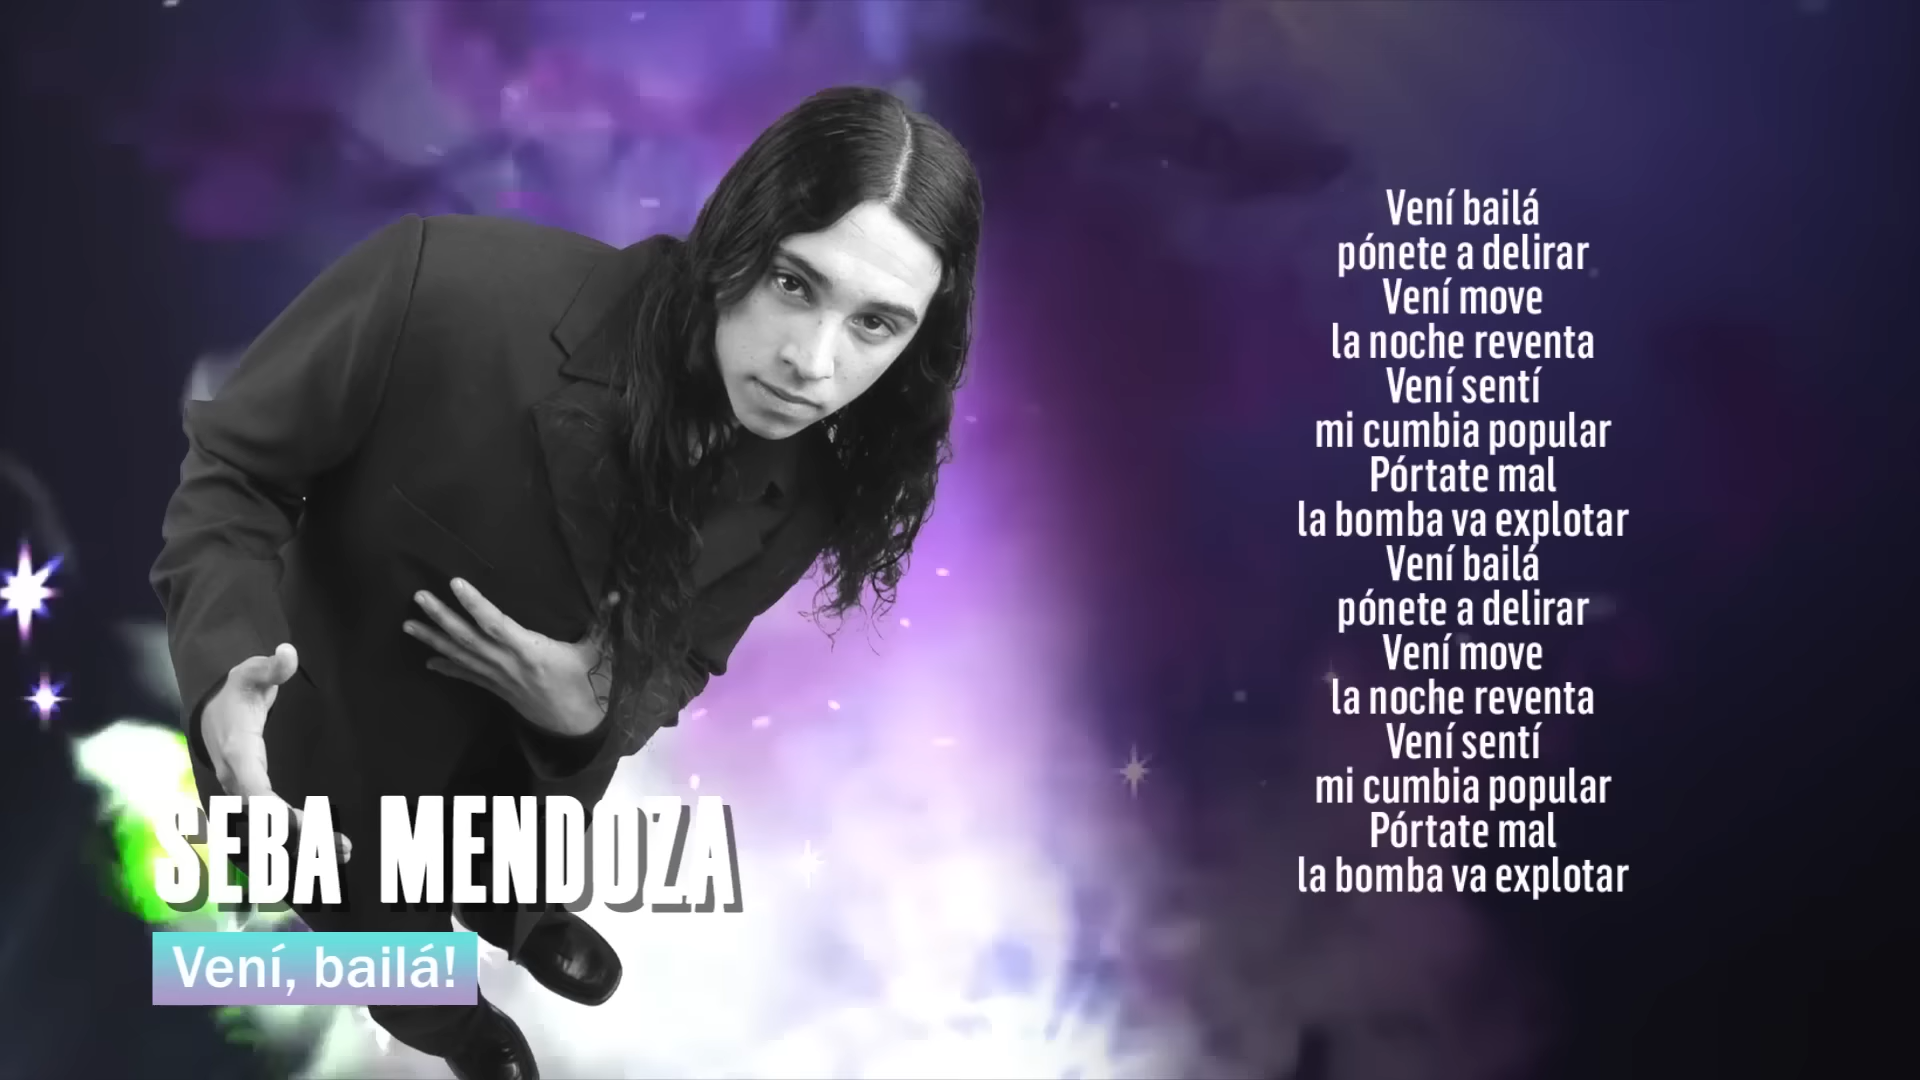 Vení bailá
pónete a delirar
Vení move
la noche reventa
Vení sentí
mi cumbia popular
Pórtate mal
la bomba va explotar
Vení bailá
pónete a delirar
Vení move
la noche reventa
Vení sentí
mi cumbia popular
Pórtate mal
la bomba va explotar
SEBA MENDOZA
Vení, bailá!